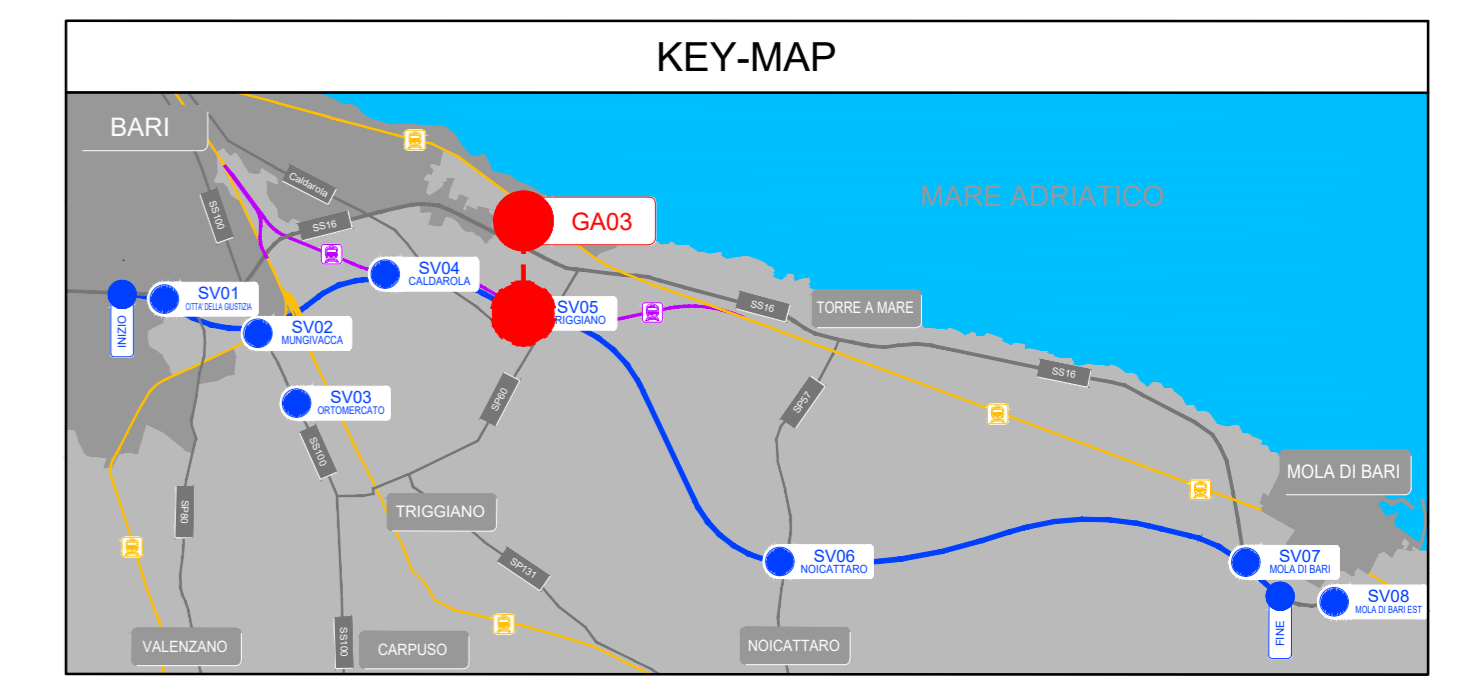 KEY-MAP
BARI
MARE ADRIATICO
Caldarola
SS100
SS16
GA03
SV04
CALDAROLA
SV01
CITTA' DELLA GIUSTIZIA
SV05
RIGGIANO
SS16
TORRE A MARE
INIZIO
SV02
MUNGIVACCA
SS16
SV03
ORTOMERCATO
SP60
SP57
SS100
MOLA DI BARI
SP80
TRIGGIANO
SP131
SV06
NOICATTARO
SV07
MOLA DI BARI
SV08
MOLA DI BARI EST
FINE
VALENZANO
SS100
CARPUSO
NOICATTARO